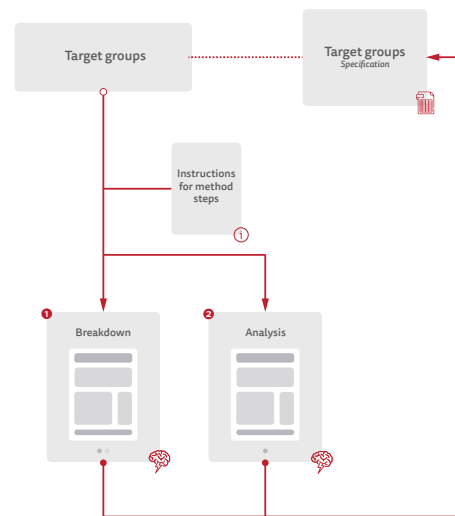 Target groups
Target groups
Specification
Instructions
for method
steps
i
1
Breakdown
2
Analysis